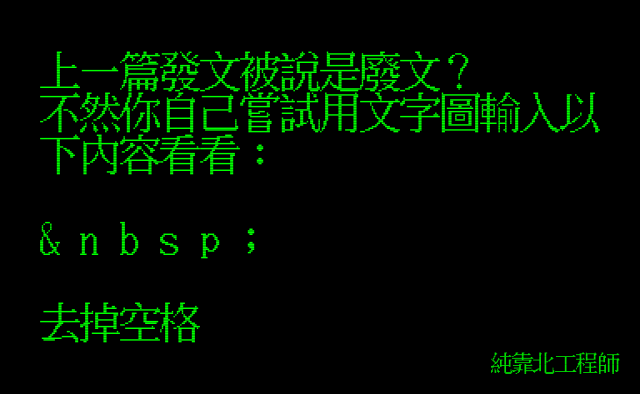 上一篇發文被說是廢文？
不然你自己嘗試用文字圖輸入以
下內容看看：
& n b s p ;
去掉空格
純靠北工程師